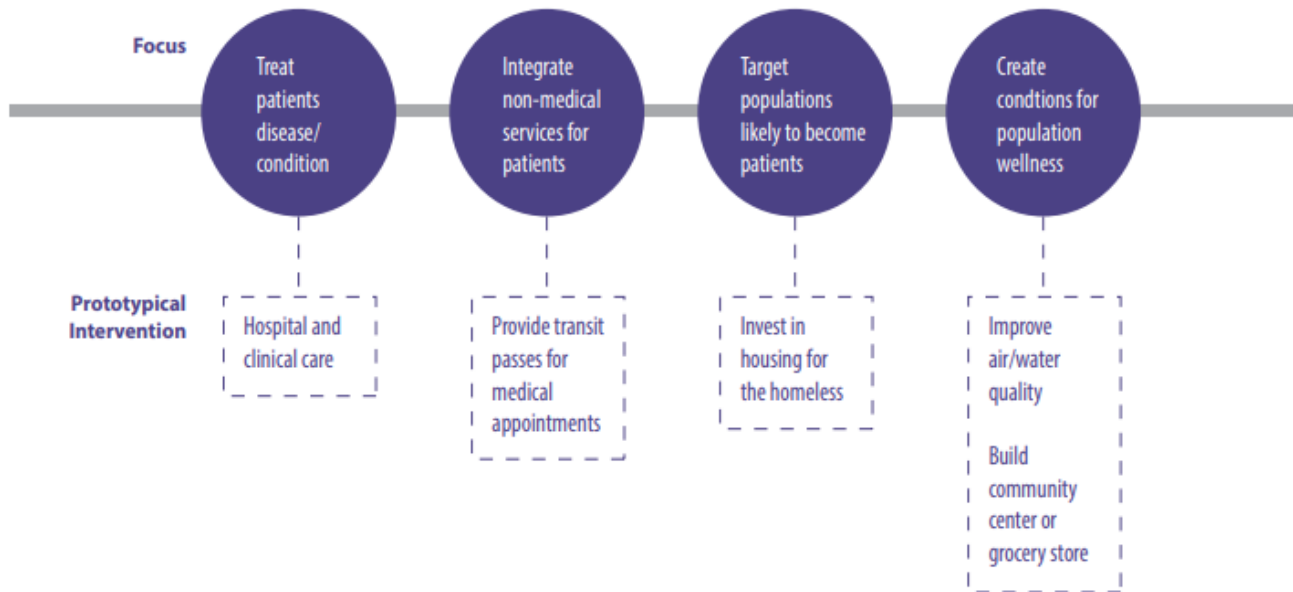 Focus
Treat
patients
disease/
condition
Integrate
non-medical
services for
patients
Target
populations
likely to become
patients
Create
condtions for
population
wellness
Prototypical
Intervention
Hospital and
clinical care
Provide transit
passes for
medical
appointments
Invest in
housing for
the homeless
Improve
air/water
quality
Build
community
center or
grocery store